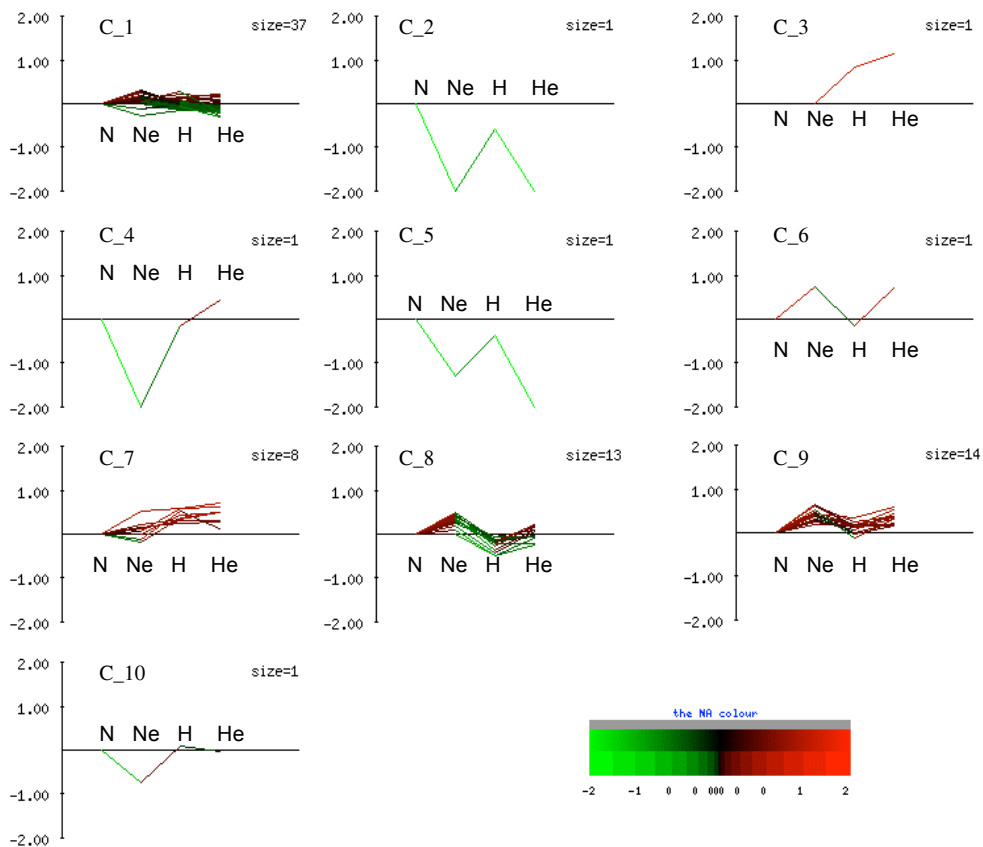 2.00 C_1 size=37
1.00
N Ne H He
-1.00
-2.00
2.00 C_2 size=1
1.00
N Ne H He
-1.00
-2.00
2.00 C_3 size=1
1.00
N Ne H He
-1.00
-2.00
2.00 C_4 size=1
N Ne H He
1.00
-1.00
-2.00
2.00 C_5 size=1
1.00
N Ne H He
-1.00
-2.00
2.00 C_6 size=1
1.00
N Ne H He
-1.00
-2.00
2.00 C_7 size=8
1.00
N Ne H He
-1.00
-2.00
2.00 C_8 size=13
1.00
N Ne H He
-1.00
-2.00
2.00 C_9 size=14
1.00
N Ne H He
-1.00
-2.00
2.00 C_10 size=1
1.00
N Ne H He
-1.00
-2.00
the NA colour
-2 -1 0 0 000 0 0 1 2